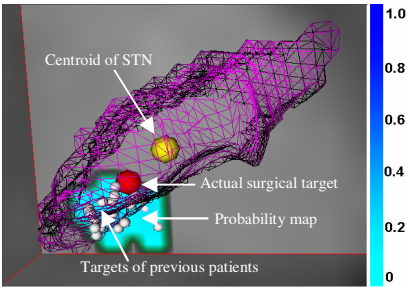 1.0
Centroid of STN
0.8
0.6
0.4
Actual surgical target
Probability map
0.2
Targets of previous patients
0